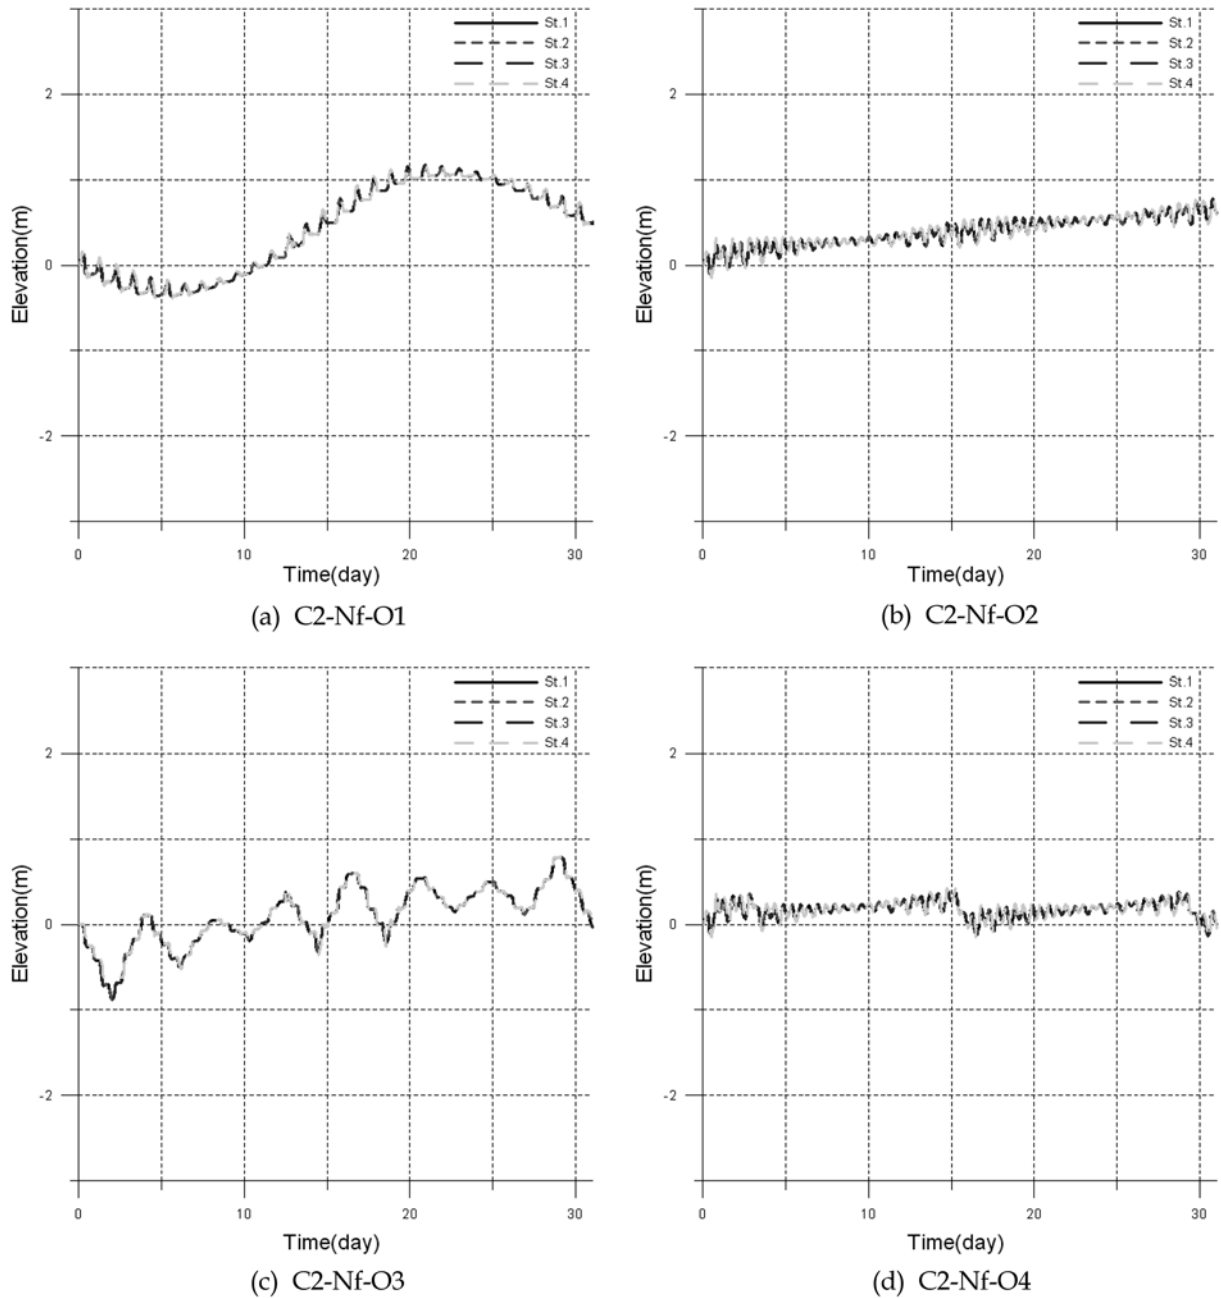 St.1
St.2
St.3
St.4
2
0
-2
Elevation(m)
0
10
20
30
Time(day)
(a) C2-Nf-O1
St.1
St.2
St.3
St.4
2
0
-2
Elevation(m)
0
10
20
30
Time(day)
(b) C2-Nf-O2
St.1
St.2
St.3
St.4
2
0
-2
Elevation(m)
0
10
20
30
Time(day)
(c) C2-Nf-O3
St.1
St.2
St.3
St.4
2
0
-2
Elevation(m)
0
10
20
30
Time(day)
(d) C2-Nf-O4